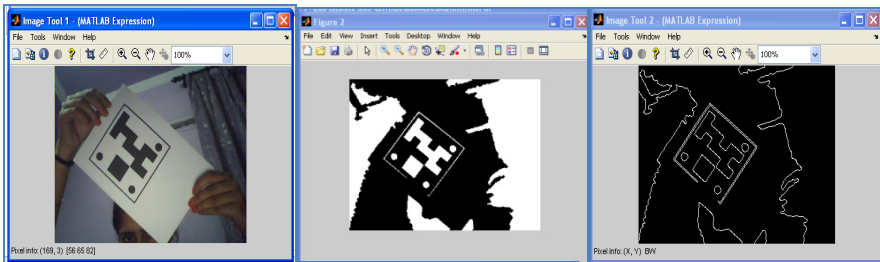 Image Tool 1 - (MATLAB Expression)
File Tools Window Help
100%
Pixel info: (169, 3) [56 65 82]
Figure 2
File Edit View Insert Tools Desktop Window Help
Image Tool 2 - (MATLAB Expression)
File Tools Window Help
100%
Pixel info: (X, Y) BW